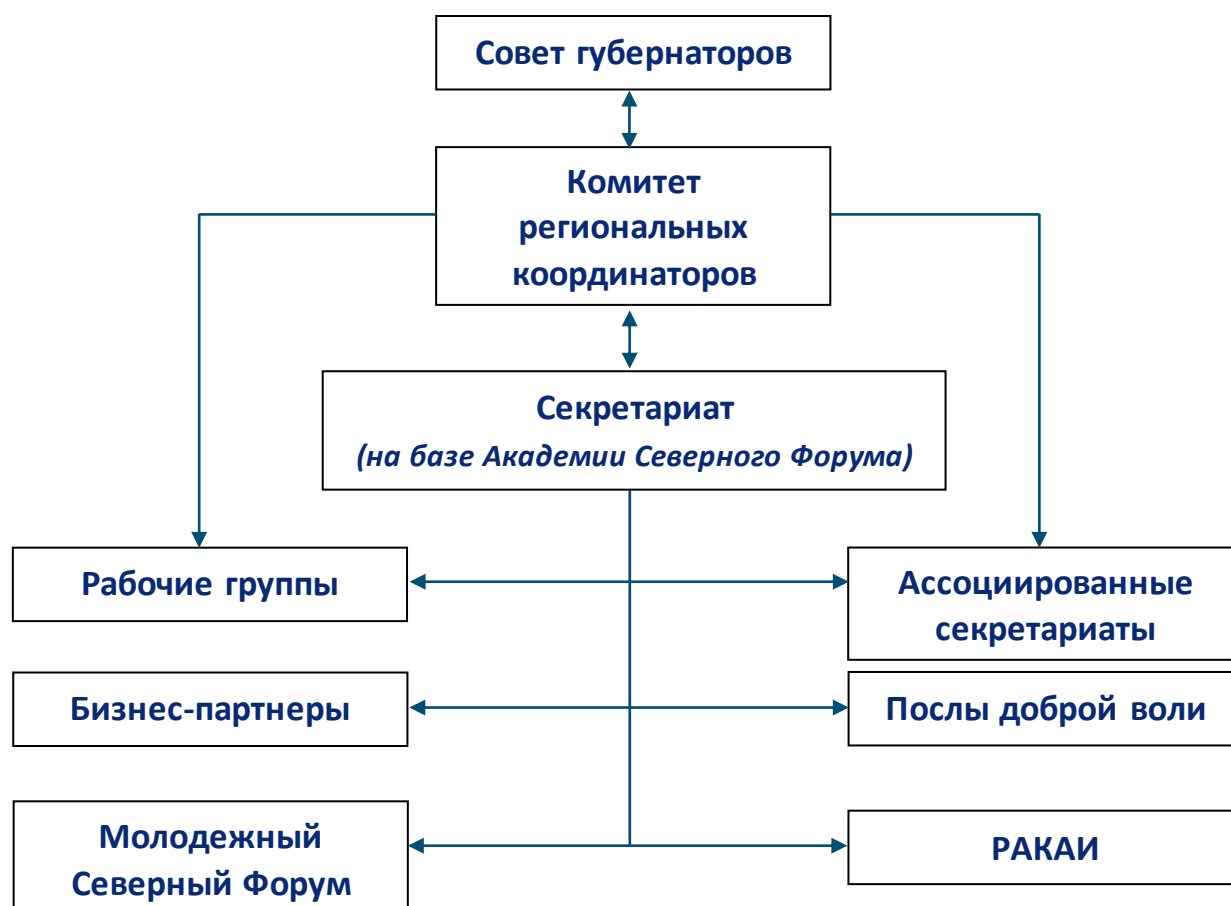 Совет губернаторов
Комитет
региональных
координаторов
Секретариат
(на базе Академии Северного Форума)
Рабочие группы
Ассоциированные
секретариаты
Бизнес-партнеры
Послы доброй воли
Молодежный
Северный Форум
РАКАИ